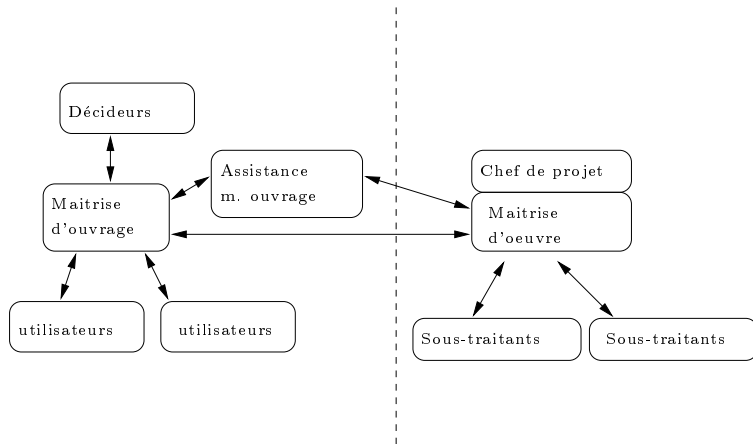 Décideurs
Assistance
m. ouvrage
Chef de projet
Maitrise
d'ouvrage
Maitrise
d'oeuvre
utilisateurs
utilisateurs
Sous-traitants
Sous-traitants